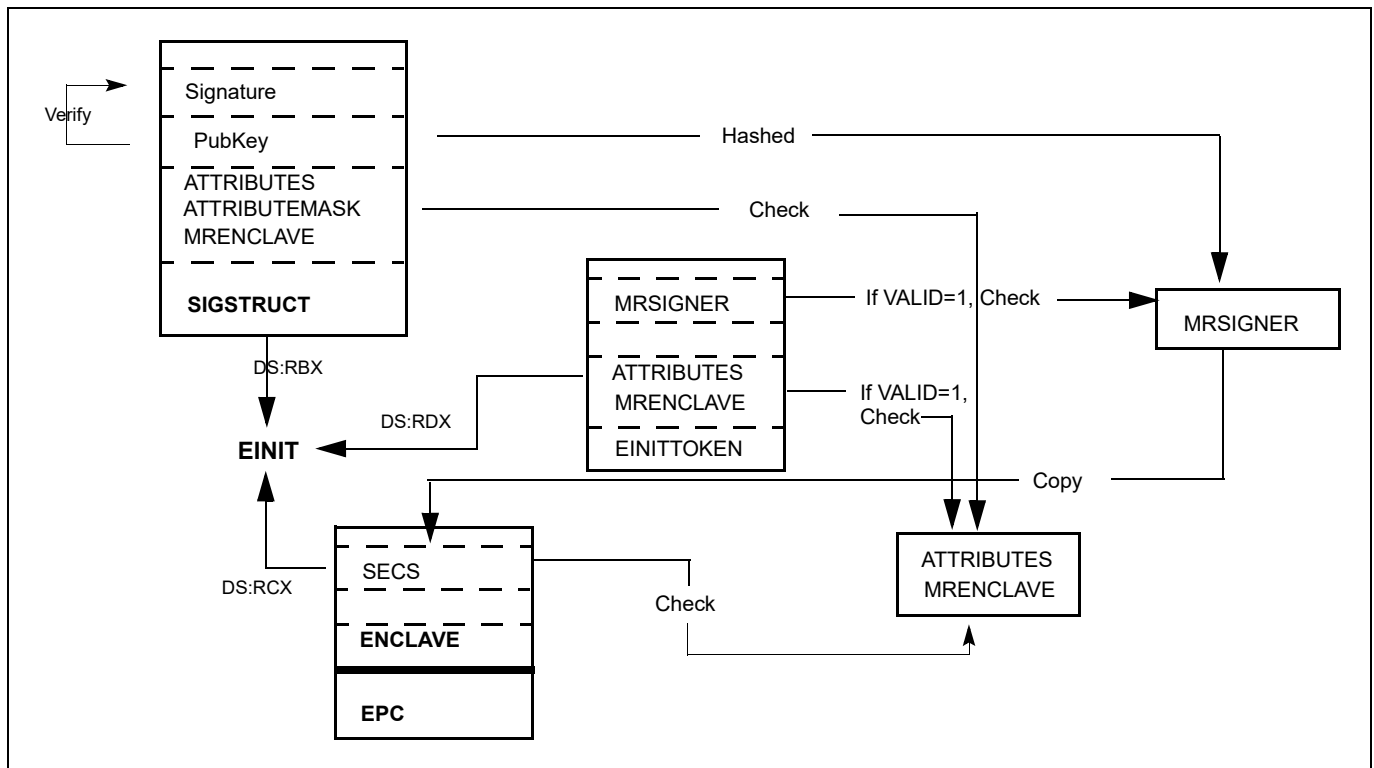 Signature
Verify
PubKey
Hashed
ATTRIBUTES
ATTRIBUTEMASK
MRENCLAVE
Check
SIGSTRUCT
MRSIGNER
If VALID=1, Check
MRSIGNER
DS:RBX
ATTRIBUTES
MRENCLAVE
If VALID=1,
Check
DS:RDX
EINIT
EINITTOKEN
Copy
SECS
DS:RCX
Check
ATTRIBUTES
MRENCLAVE
ENCLAVE
EPC